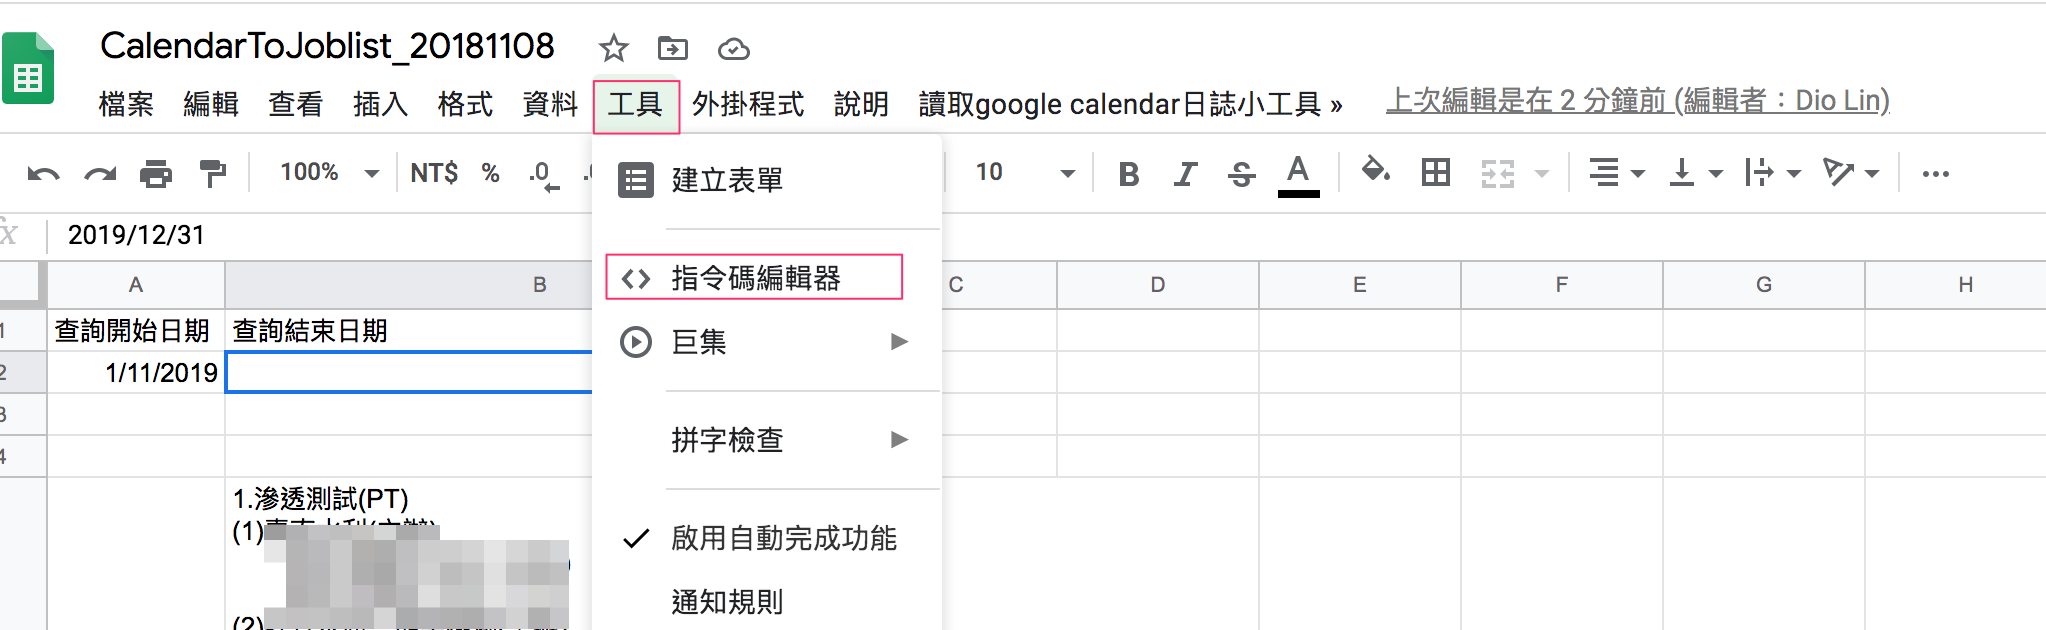 CalendarToJoblist_20181108
檔案 編輯 查看 插入 格式 資料 工具 外掛程式 說明 讀取google calendar日誌小工具 » 上次編輯是在 2 分鐘前 (編輯者：Dio Lin)
100% NT$ % .0 10 B I S A
fx 2019/12/31
A B C D E F G H
1 查詢開始日期 查詢結束日期
2 1/11/2019
3
4
1.滲透測試(PT)
(1)
(2)
建立表單
指令碼編輯器
巨集
拼字檢查
啟用自動完成功能
通知規則